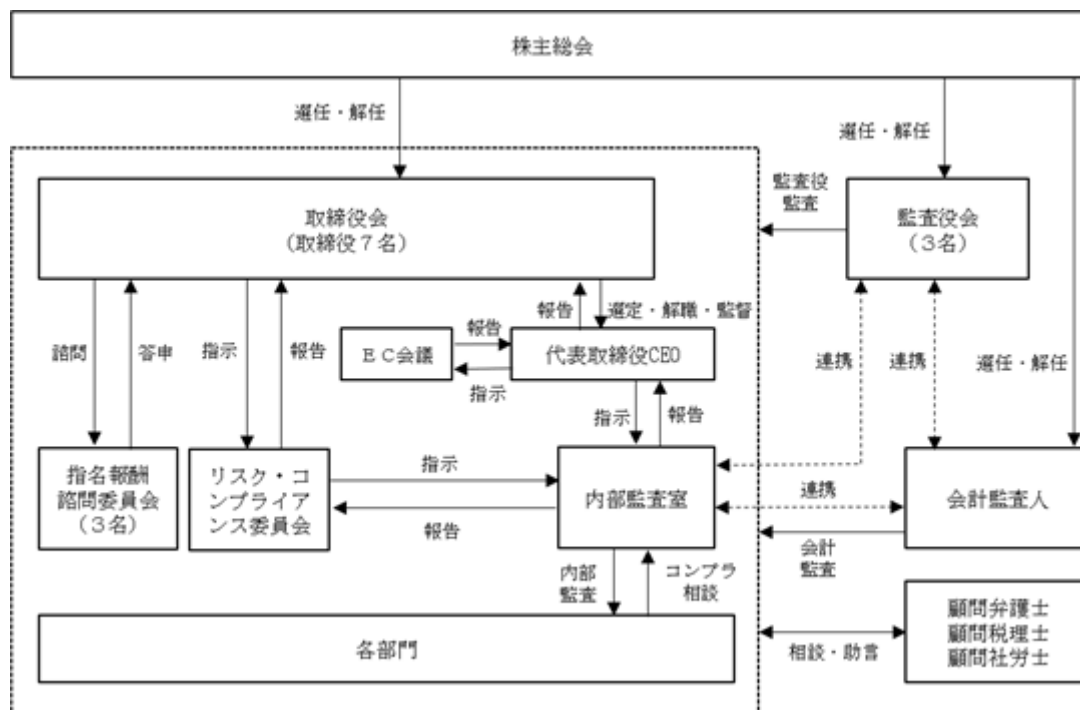 株主総会
選任・解任
選任・解任
監査役
監査
取締役会
(取締役７名)
監査役会
(３名)
報告
選定・解職・監督
諮問
答申
指示
報告
ＥＣ会議
報告
指示
代表取締役CEO
連携
連携
選任・解任
指示
報告
指名報酬
諮問委員会
(３名)
リスク・コ
ンプライア
ンス委員会
指示
報告
内部監査室
連携
会計監査人
会計
監査
内部
監査
コンプラ
相談
各部門
相談・助言
顧問弁護士
顧問税理士
顧問社労士